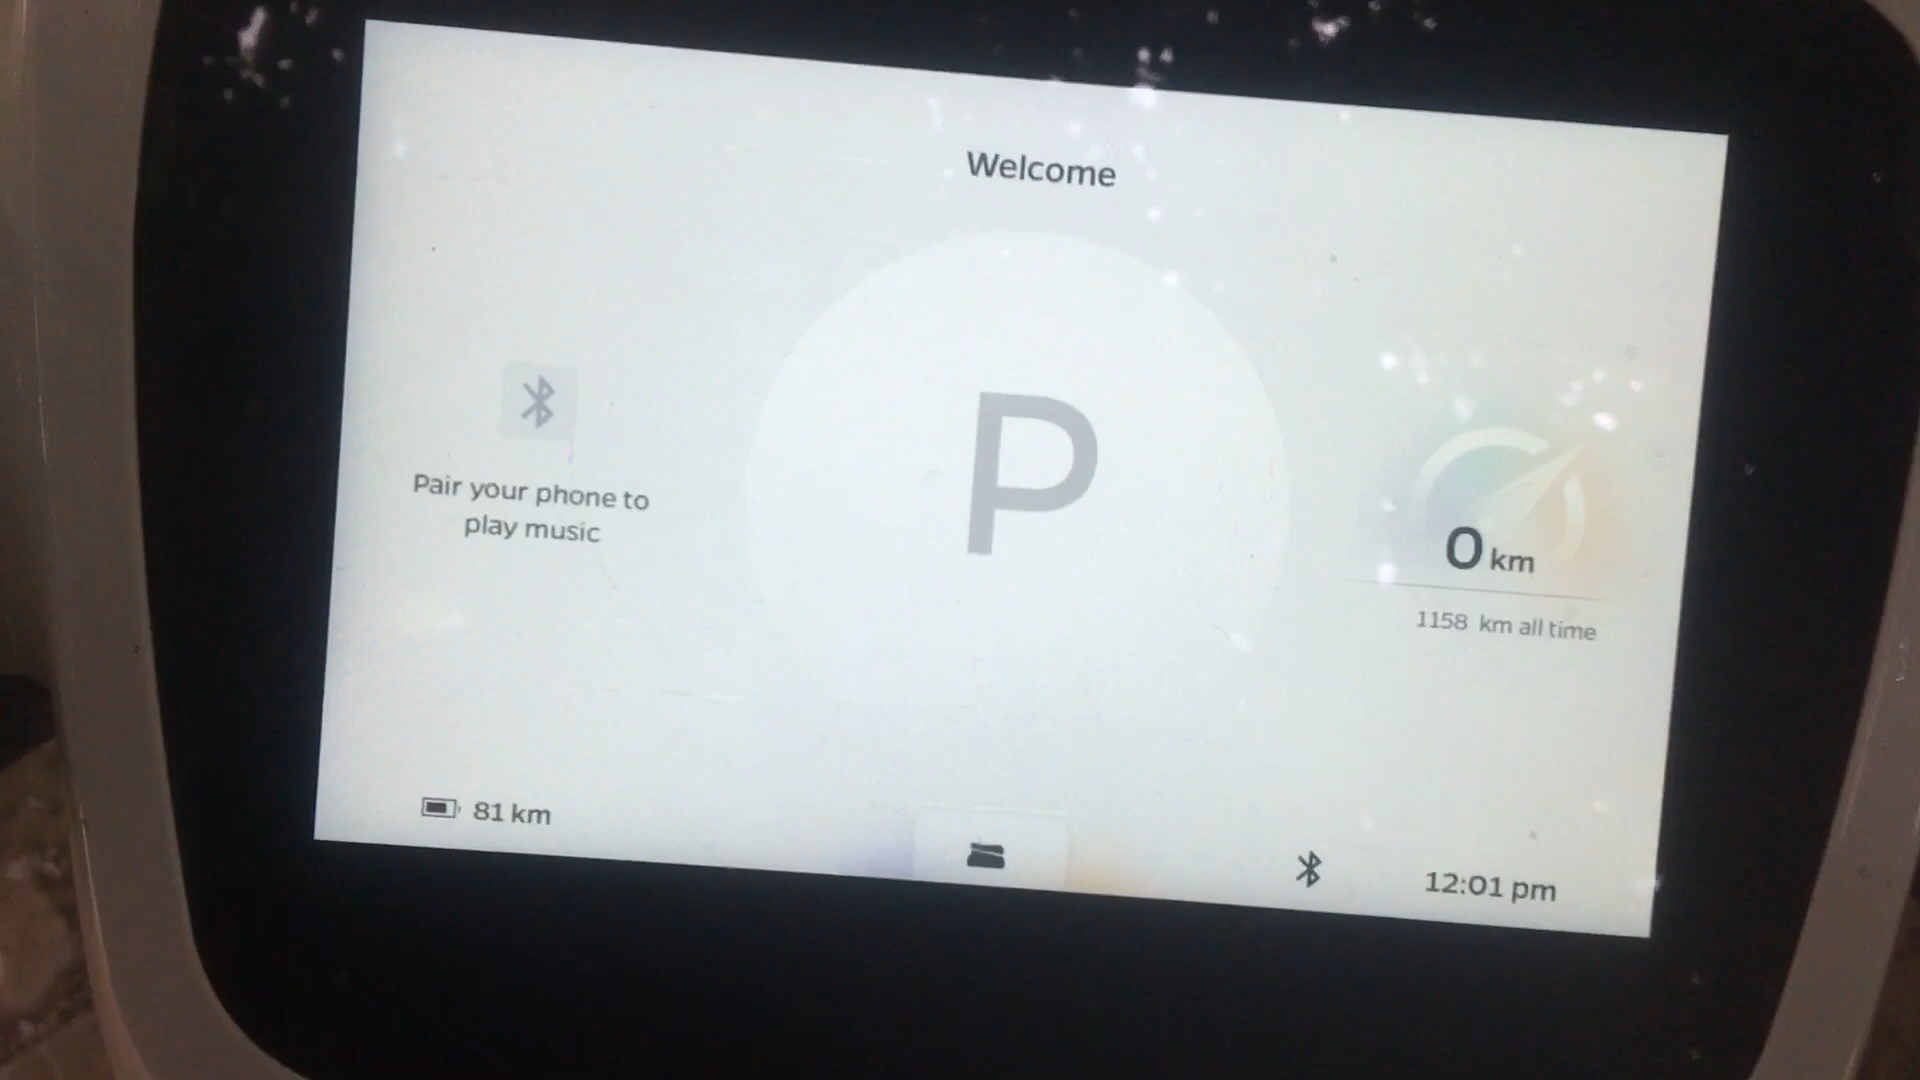 Welcome
P
Pair your phone to
play music
0 km
1158 km all time
81 km
12:01 pm